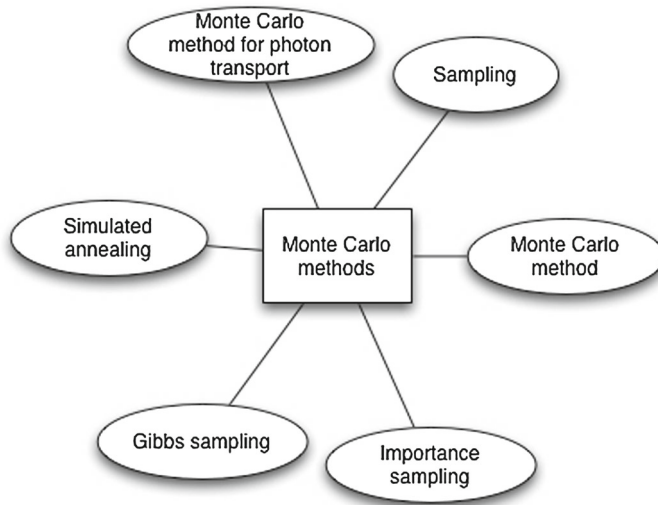 Monte Carlo
method for photon
transport
Sampling
Simulated
annealing
Monte Carlo
methods
Monte Carlo
method
Gibbs sampling
Importance
sampling